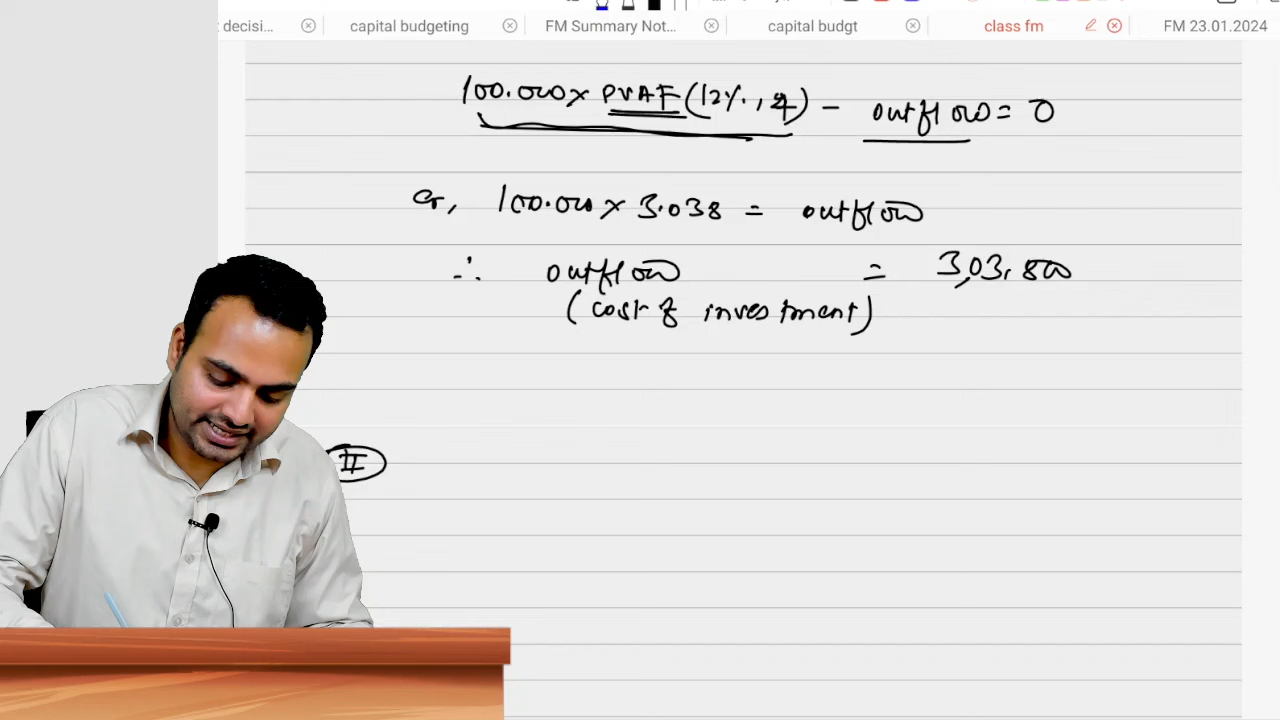 t decisi...
capital budgeting
FM Summary Not...
capital budgt
class fm
FM 23.01.2024
100.000 x PVAF (12%, 4) - outflow = 0
or, 100.000 x 3.038 = outflow
∴ outflow = 3,03,800
(cost of investment)
II